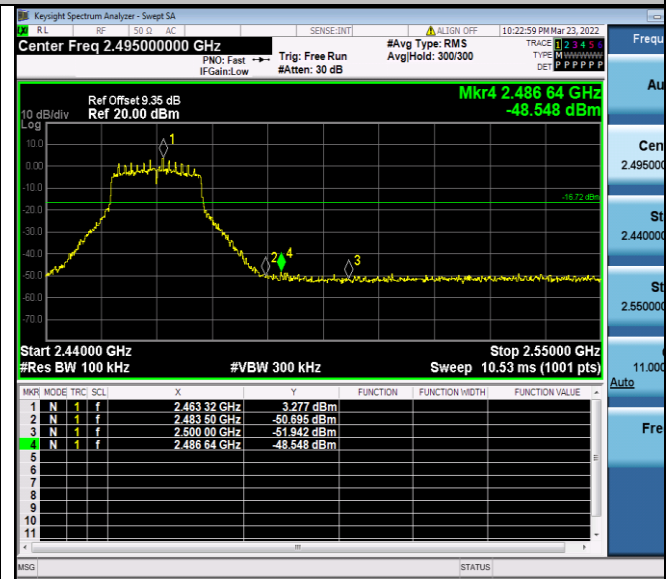 Keysight Spectrum Analyzer - Swept SA
LXI RL RF 50 Ω AC SENSE:INT ALIGN OFF 10:22:59 PM Mar 23, 2022
Center Freq 2.495000000 GHz #Avg Type: RMS TRACE 1 2 3 4 5 6 Frequ
PNO: Fast Trig: Free Run Avg|Hold: 300/300 TYPE M WWWWW
IFGain:Low #Atten: 30 dB DET P P P P P P
Au
Mkr4 2.486 64 GHz
Ref Offset 9.35 dB
10 dB/div Ref 20.00 dBm -48.548 dBm
Log
10.0 1
0.00
-10.0
-16.72 dBm
-20.0
-30.0
-40.0
2 4 3
-50.0
-60.0
-70.0
Cen
2.495000
St
2.440000
St
2.550000
Start 2.44000 GHz Stop 2.55000 GHz
#Res BW 100 kHz #VBW 300 kHz Sweep 10.53 ms (1001 pts)
11.000
Auto
Fre
MKR MODE TRC SCL X Y FUNCTION FUNCTION WIDTH FUNCTION VALUE
1 N 1 f 2.463 32 GHz 3.277 dBm
2 N 1 f 2.483 50 GHz -50.695 dBm
3 N 1 f 2.500 00 GHz -51.942 dBm
4 N 1 f 2.486 64 GHz -48.548 dBm
5
6
7
8
9
10
11
MSG STATUS